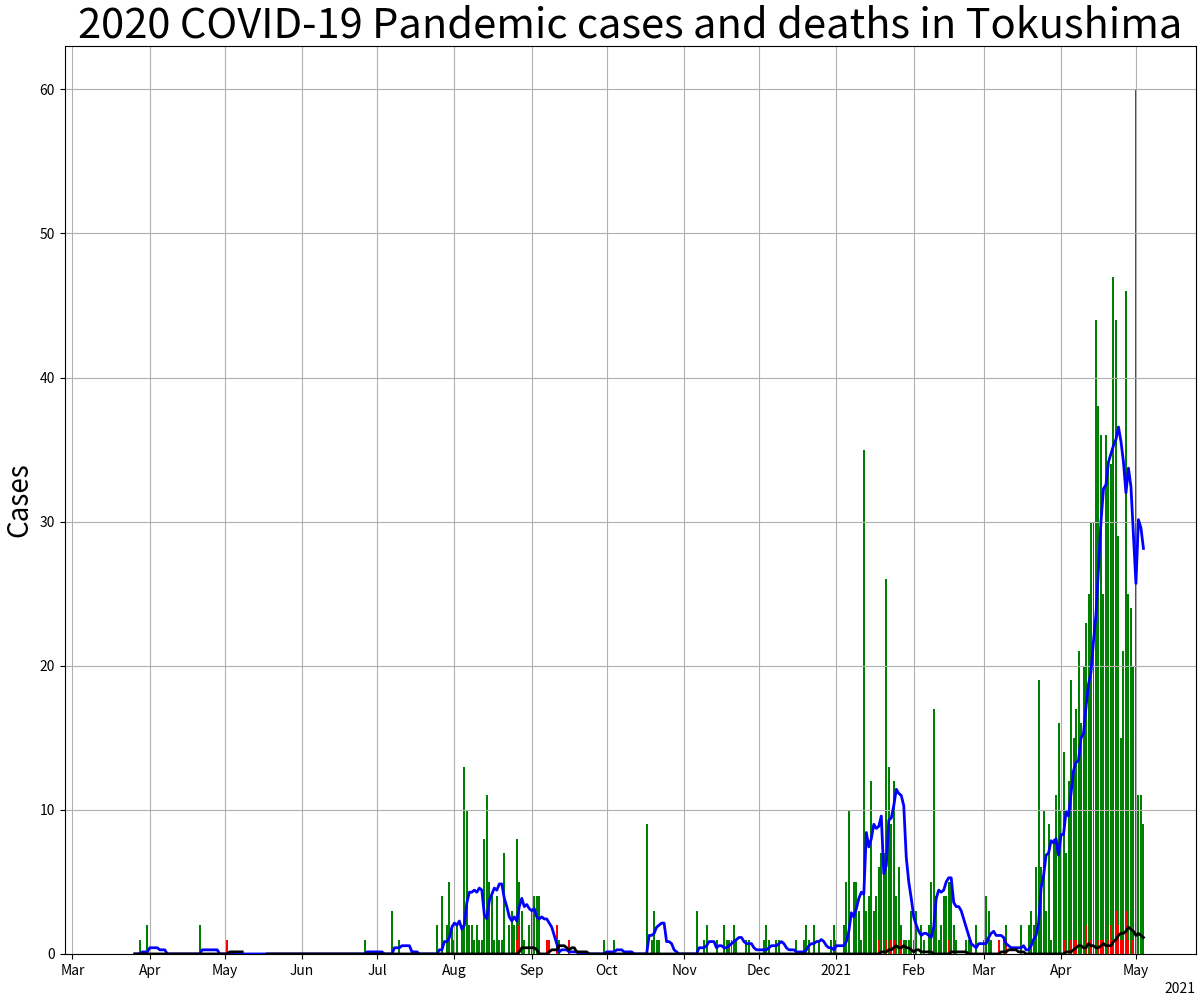 2020 COVID-19 Pandemic cases and deaths in Tokushima
Cases
60
50
40
30
20
10
0
Mar Apr May Jun Jul Aug Sep Oct Nov Dec 2021 Feb Mar Apr May
2021